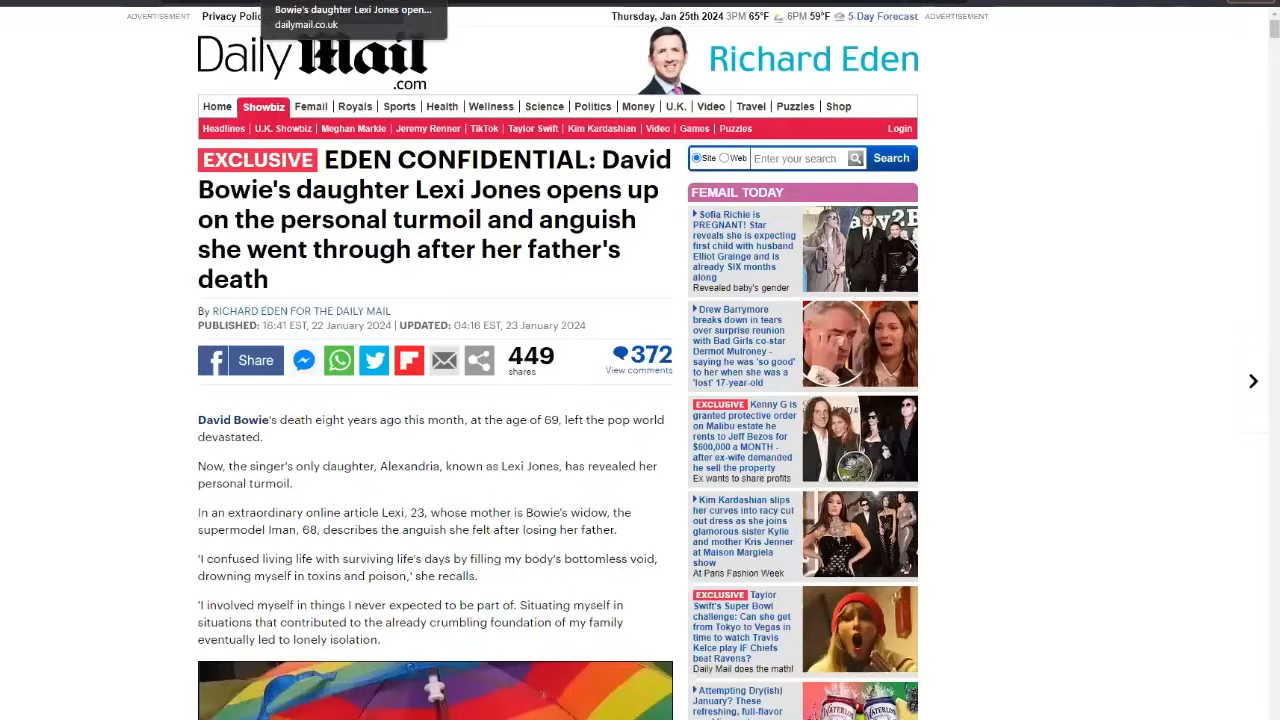 Bowie's daughter Lexi Jones open...
dailymail.co.uk
ADVERTISEMENT
Thursday, Jan 25th 2024 3PM 65°F 6PM 59°F 5-Day Forecast
ADVERTISEMENT
Daily Mail
.com
Richard Eden
Home Showbiz Femail Royals Sports Health Wellness Science Politics Money U.K. Video Travel Puzzles Shop
Headlines U.K. Showbiz Meghan Markle Jeremy Renner TikTok Taylor Swift Kim Kardashian Video Games Puzzles Login
EXCLUSIVE EDEN CONFIDENTIAL: David
Bowie's daughter Lexi Jones opens up
on the personal turmoil and anguish
she went through after her father's
death
By RICHARD EDEN FOR THE DAILY MAIL
PUBLISHED: 16:41 EST, 22 January 2024 | UPDATED: 04:16 EST, 23 January 2024
Share
449
shares
372
View comments
David Bowie's death eight years ago this month, at the age of 69, left the pop world
devastated.
Now, the singer's only daughter, Alexandria, known as Lexi Jones, has revealed her
personal turmoil.
In an extraordinary online article Lexi, 23, whose mother is Bowie's widow, the
supermodel Iman, 68, describes the anguish she felt after losing her father.
'I confused living life with surviving life's days by filling my body's bottomless void,
drowning myself in toxins and poison,' she recalls.
'I involved myself in things I never expected to be part of. Situating myself in
situations that contributed to the already crumbling foundation of my family
eventually led to lonely isolation.
Site Web Enter your search Search
FEMAIL TODAY
Sofia Richie is
PREGNANT! Star
reveals she is expecting
first child with husband
Elliot Grainge and is
already SIX months
along
Revealed baby's gender
Drew Barrymore
breaks down in tears
over surprise reunion
with Bad Girls co-star
Dermot Mulroney -
saying he was 'so good'
to her when she was a
'lost' 17-year-old
EXCLUSIVE Kenny G is
granted protective order
on Malibu estate he
rents to Jeff Bezos for
$600,000 a MONTH -
after ex-wife demanded
he sell the property
Ex wants to share profits
Kim Kardashian slips
her curves into racy cut
out dress as she joins
glamorous sister Kylie
and mother Kris Jenner
at Maison Margiela
show
At Paris Fashion Week
EXCLUSIVE Taylor
Swift's Super Bowl
challenge: Can she get
from Tokyo to Vegas in
time to watch Travis
Kelce play IF Chiefs
beat Ravens?
Daily Mail does the math!
Attempting Dry(ish)
January? These
refreshing, full-flavor